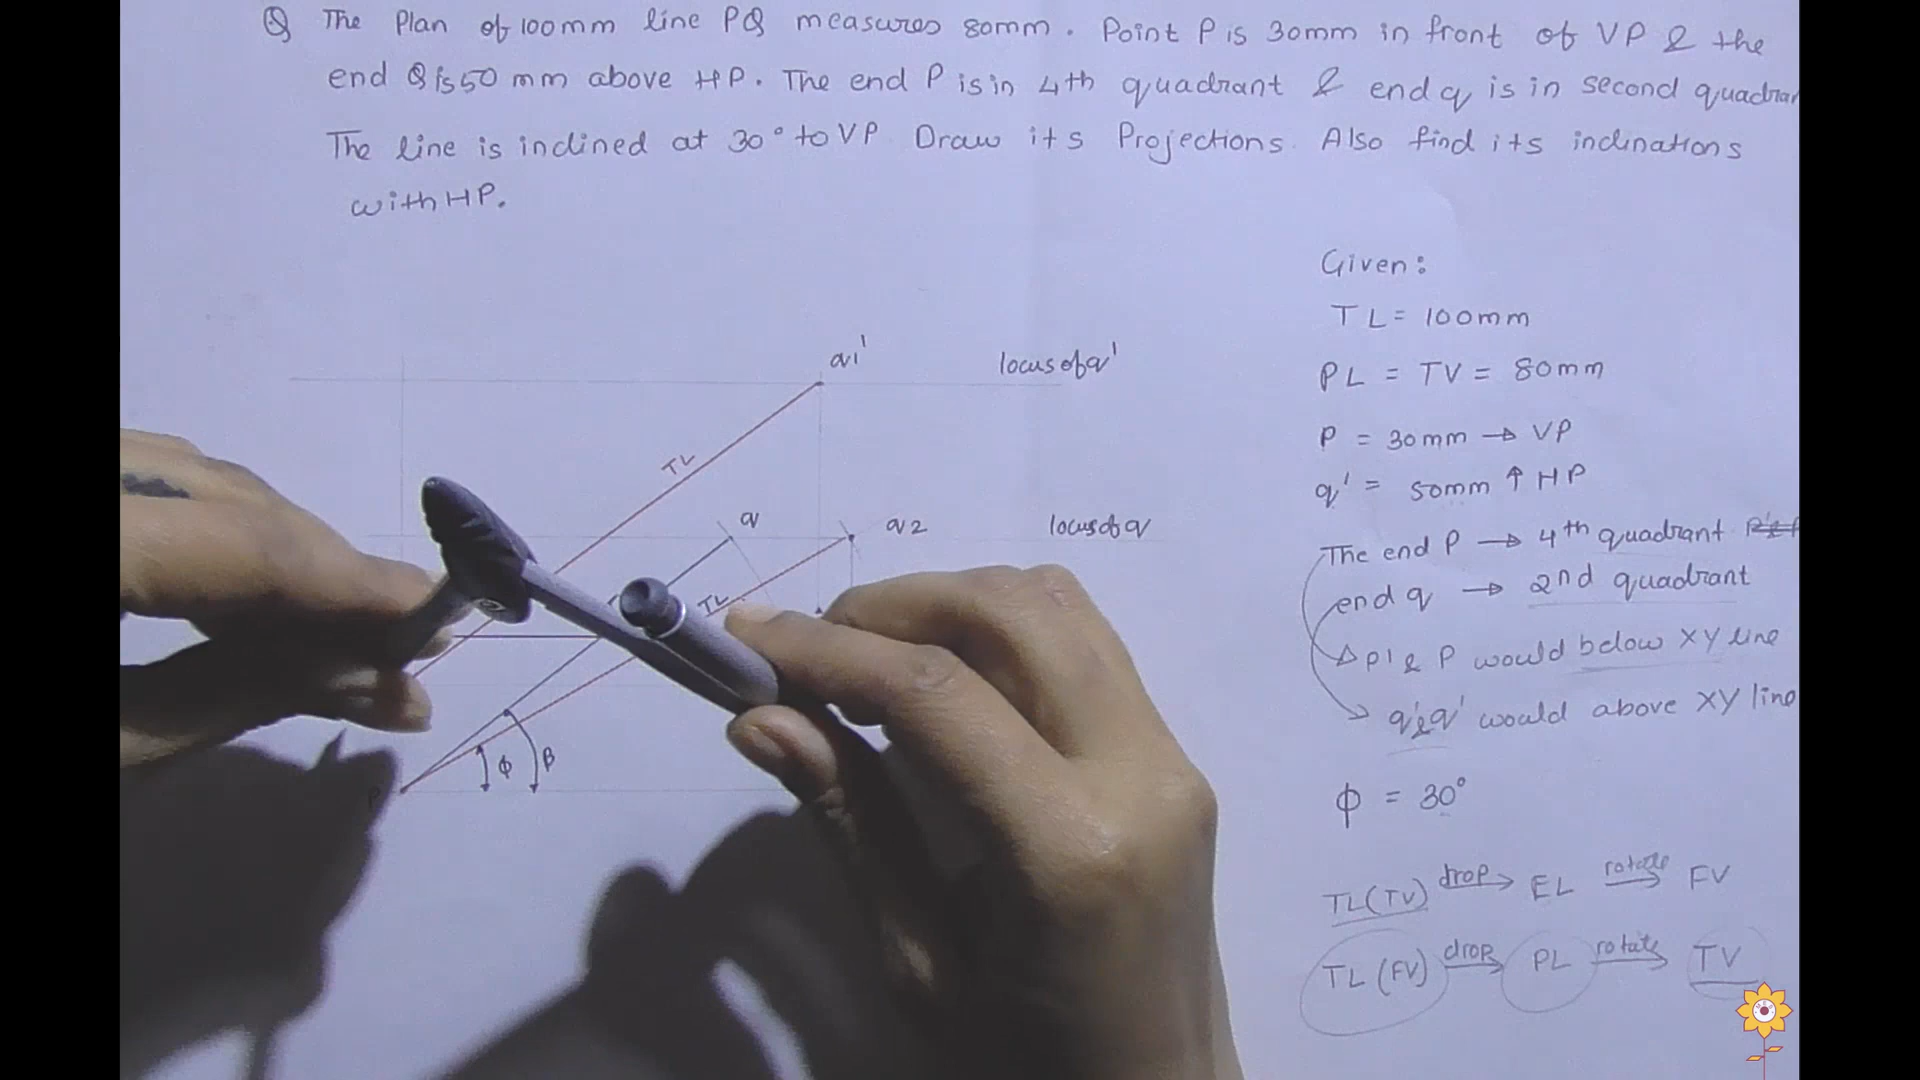 Q The Plan of 100mm line PQ measures 80mm. Point P is 30mm in front of VP & the
end Q is 50 mm above HP. The end P is in 4th quadrant & end q is in second quadran
The line is inclined at 30° to VP Draw its Projections. Also find its inclinations
with HP.
Given:
TL = 100mm
PL = TV = 80mm
P = 30mm → VP
q' = 50mm ↑ HP
The end P → 4th quadrant
end q → 2nd quadrant
P' & P would below XY line
q & q' would above XY line
ϕ = 30°
TL (TV) drop → EL rotate → FV
TL (FV) drop → PL rotate → TV
q1' locus of q'
TL
q q2 locus of q
TL
ϕ β
P